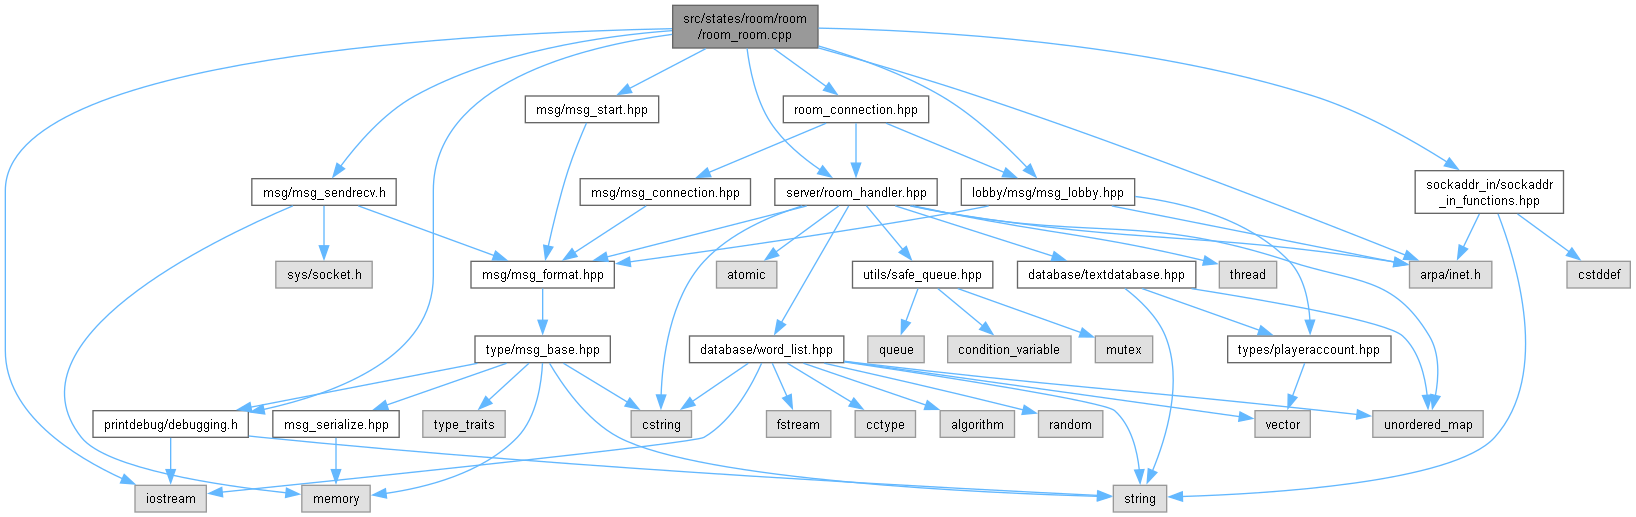 src/states/room/room
/room_room.cpp
msg/msg_start.hpp
room_connection.hpp
msg/msg_sendrecv.h
msg/msg_connection.hpp
server/room_handler.hpp
lobby/msg/msg_lobby.hpp
sockaddr_in/sockaddr
_in_functions.hpp
sys/socket.h
msg/msg_format.hpp
atomic
utils/safe_queue.hpp
database/textdatabase.hpp
thread
arpa/inet.h
cstddef
type/msg_base.hpp
database/word_list.hpp
queue
condition_variable
mutex
types/playeraccount.hpp
printdebug/debugging.h
msg_serialize.hpp
type_traits
cstring
fstream
cctype
algorithm
random
vector
unordered_map
iostream
memory
string